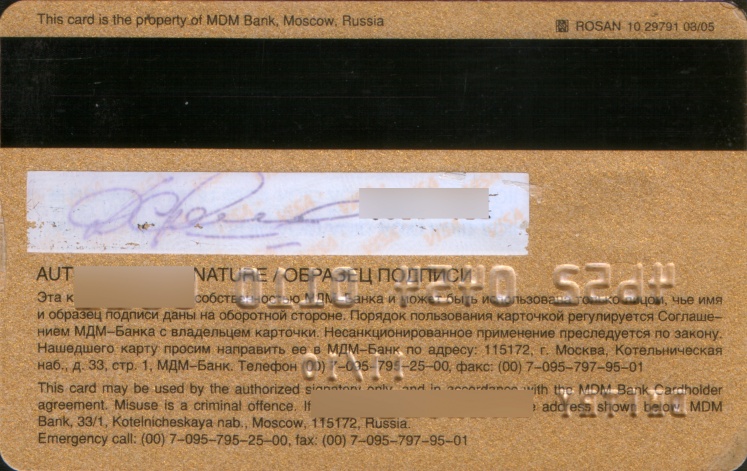 This card is the property of MDM Bank, Moscow, Russia
ROSAN 10 29791 08/05
AUT NATURE / ОБРАЗЕЦ ПОДПИСИ
Эта к собственностью МДМ-Банка и может быть использована только лицом, чье имя
и образец подписи даны на оборотной стороне. Порядок пользования карточкой регулируется Соглаше-
нием МДМ-Банка с владельцем карточки. Несанкционированное применение преследуется по закону.
Нашедшего карту просим направить ее в МДМ-Банк по адресу: 115172, г. Москва, Котельническая
наб., д. 33, стр. 1, МДМ-Банк. Телефон (00) 7-095-795-25-00, факс: (00) 7-095-797-95-01
This card may be used by the authorized signatory only and in accordance with the MDM Bank Cardholder
agreement. Misuse is a criminal offence. If address shown below MDM
Bank, 33/1, Kotelnicheskaya nab., Moscow, 115172, Russia.
Emergency call: (00) 7-095-795-25-00, fax: (00) 7-095-797-95-01